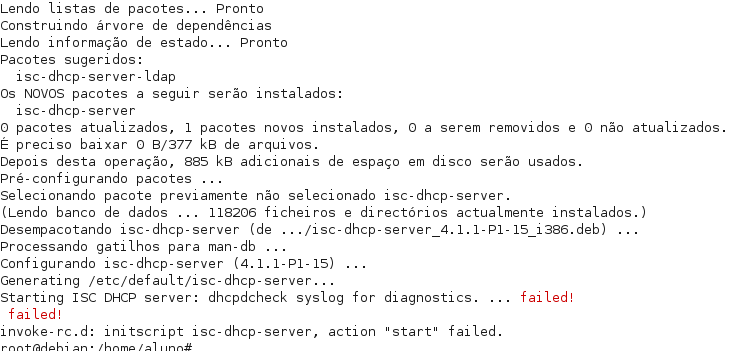 Lendo listas de pacotes... Pronto
Construindo árvore de dependências
Lendo informação de estado... Pronto
Pacotes sugeridos:
  isc-dhcp-server-ldap
Os NOVOS pacotes a seguir serão instalados:
  isc-dhcp-server
0 pacotes atualizados, 1 pacotes novos instalados, 0 a serem removidos e 0 não atualizados.
É preciso baixar 0 B/377 kB de arquivos.
Depois desta operação, 885 kB adicionais de espaço em disco serão usados.
Pré-configurando pacotes ...
Selecionando pacote previamente não selecionado isc-dhcp-server.
(Lendo banco de dados ... 118206 ficheiros e directórios actualmente instalados.)
Desempacotando isc-dhcp-server (de .../isc-dhcp-server_4.1.1-P1-15_i386.deb) ...
Processando gatilhos para man-db ...
Configurando isc-dhcp-server (4.1.1-P1-15) ...
Generating /etc/default/isc-dhcp-server...
Starting ISC DHCP server: dhcpdcheck syslog for diagnostics. ... failed!
 failed!
invoke-rc.d: initscript isc-dhcp-server, action "start" failed.
root@debian:/home/aluno#